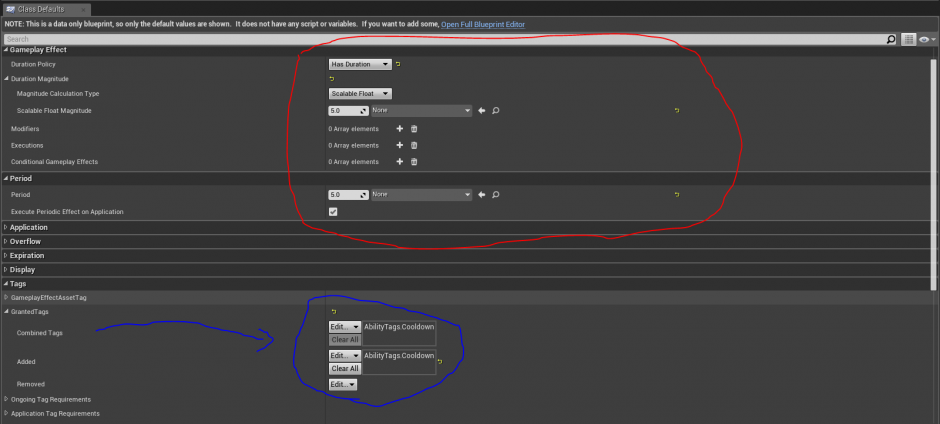 Class Defaults
NOTE: This is a data only blueprint, so only the default values are shown. It does not have any script or variables. If you want to add some, Open Full Blueprint Editor
Search
Gameplay Effect
Duration Policy Has Duration
Duration Magnitude
Magnitude Calculation Type Scalable Float
Scalable Float Magnitude 5.0 None
Modifiers 0 Array elements
Executions 0 Array elements
Conditional Gameplay Effects 0 Array elements
Period
Period 5.0 None
Execute Periodic Effect on Application
Application
Overflow
Expiration
Display
Tags
GameplayEffectAssetTag
GrantedTags
Combined Tags Edit... AbilityTags.Cooldown
Clear All
Added Edit... AbilityTags.Cooldown
Clear All
Removed Edit...
Ongoing Tag Requirements
Application Tag Requirements